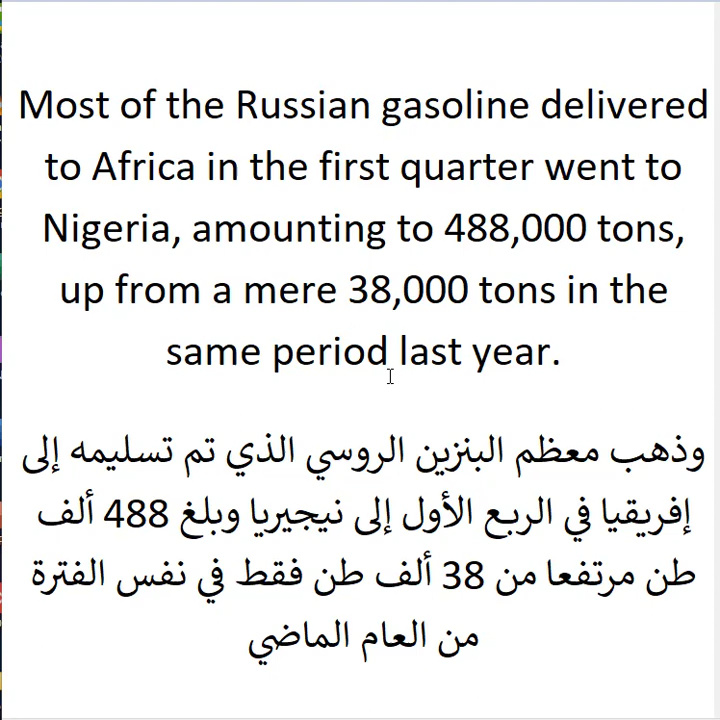 Most of the Russian gasoline delivered
to Africa in the first quarter went to
Nigeria, amounting to 488,000 tons,
up from a mere 38,000 tons in the
same period last year.
وذهب معظم البنزين الروسي الذي تم تسليمه إلى
إفريقيا في الربع الأول إلى نيجيريا وبلغ 488 ألف
طن مرتفعا من 38 ألف طن فقط في نفس الفترة
من العام الماضي